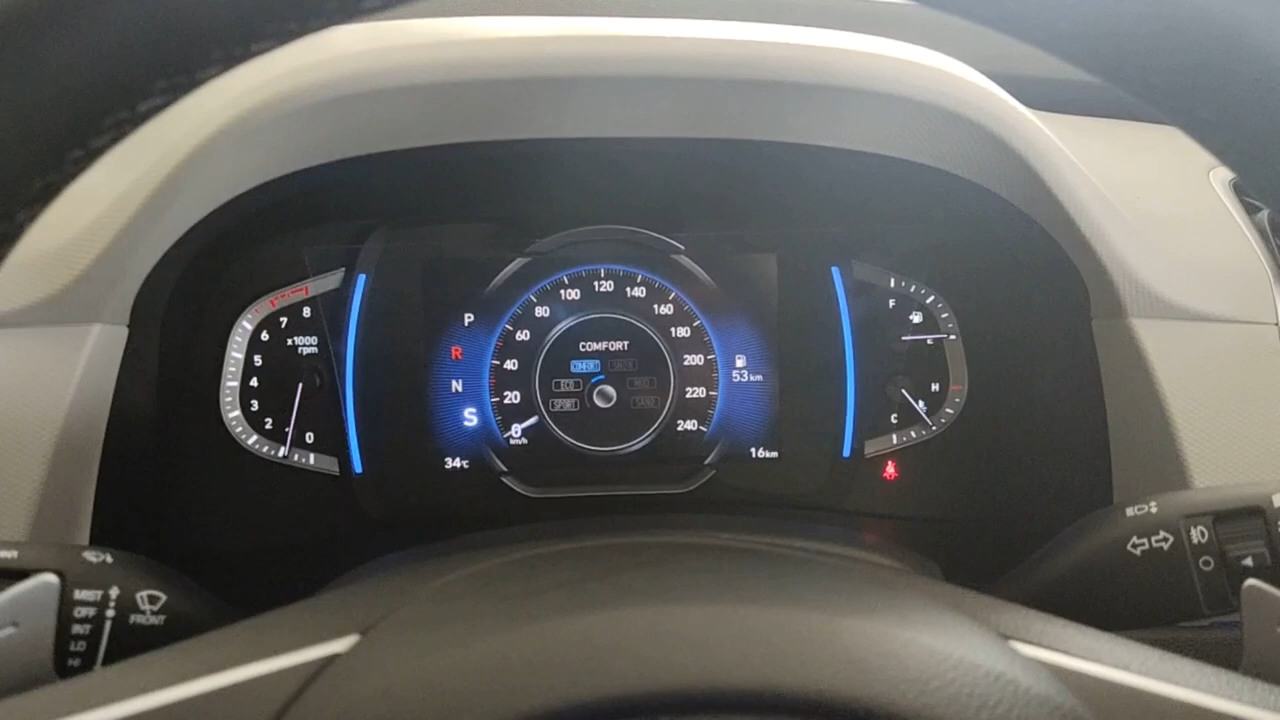 8
7
6
5
4
3
2
0
x1000
rpm
P
R
N
S
34℃
0
20
40
60
80
100
120
140
160
180
200
220
240
km/h
COMFORT
COMFORT
SNOW
ECO
MUD
SPORT
SAND
53km
16km
F
E
H
C
MIST
OFF
INT
LO
HI
FRONT